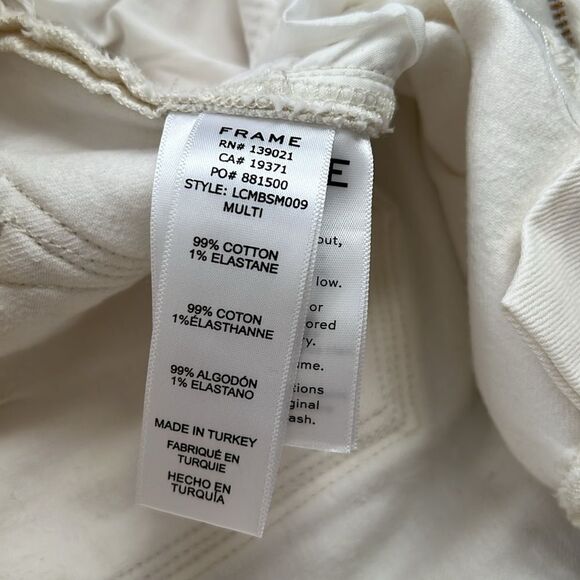 FRAME
RN# 139021
CA# 19371
PO# 881500
STYLE: LCMBSM009
MULTI
99% COTTON
1% ELASTANE
99% COTON
1%ÉLASTHANNE
99% ALGODÓN
1% ELASTANO
MADE IN TURKEY
FABRIQUÉ EN
TURQUIE
HECHO EN
TURQUÍA
E
out,
low.
or
ored
ry.
ume.
tions
ginal
ash.